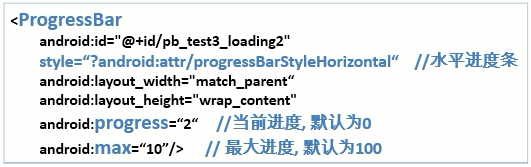 <ProgressBar
android:id="@+id/pb_test3_loading2"
style=“?android:attr/progressBarStyleHorizontal“ //水平进度条
android:layout_width="match_parent“
android:layout_height="wrap_content"
android:progress=“2“ //当前进度, 默认为0
android:max=“10”/> // 最大进度, 默认为100